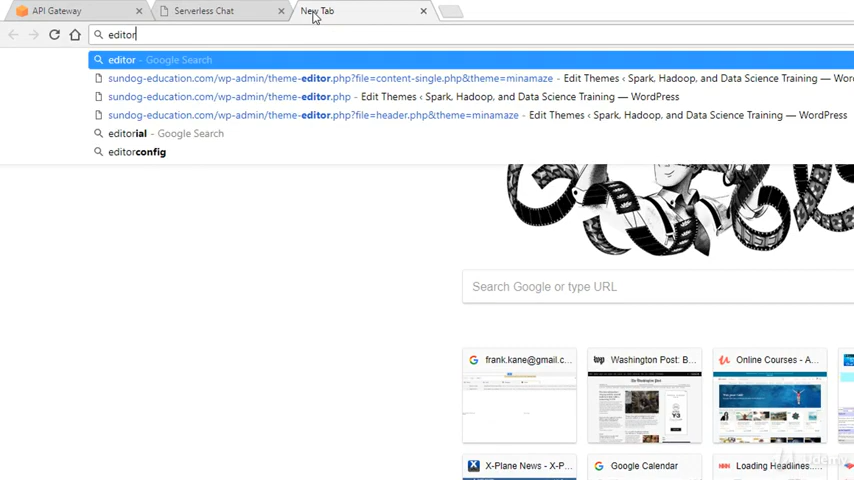 API Gateway
Serverless Chat
New Tab
editor
editor - Google Search
sundog-education.com/wp-admin/theme-editor.php?file=content-single.php&theme=minamaze - Edit Themes ‹ Spark, Hadoop, and Data Science Training — WordPress
sundog-education.com/wp-admin/theme-editor.php - Edit Themes ‹ Spark, Hadoop, and Data Science Training — WordPress
sundog-education.com/wp-admin/theme-editor.php?file=header.php&theme=minamaze - Edit Themes ‹ Spark, Hadoop, and Data Science Training — WordPress
editorial - Google Search
editorconfig
Search Google or type URL
frank.kane@gmail.c...
Washington Post: B...
Online Courses - A...
X-Plane News - X-P...
Google Calendar
Loading Headlines...
Udemy